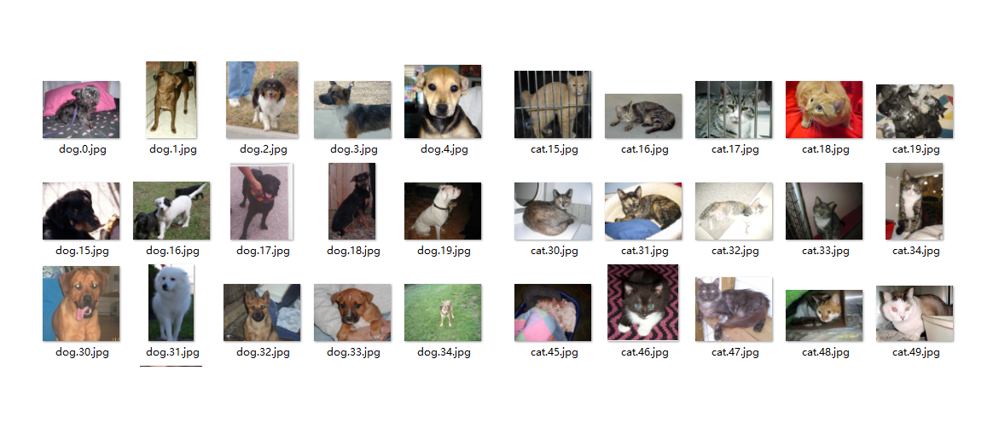 dog.0.jpg dog.1.jpg dog.2.jpg dog.3.jpg dog.4.jpg cat.15.jpg cat.16.jpg cat.17.jpg cat.18.jpg cat.19.jpg
dog.15.jpg dog.16.jpg dog.17.jpg dog.18.jpg dog.19.jpg cat.30.jpg cat.31.jpg cat.32.jpg cat.33.jpg cat.34.jpg
dog.30.jpg dog.31.jpg dog.32.jpg dog.33.jpg dog.34.jpg cat.45.jpg cat.46.jpg cat.47.jpg cat.48.jpg cat.49.jpg